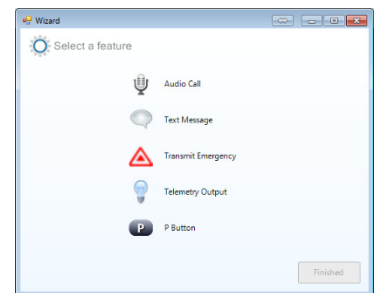 Wizard
Select a feature
Audio Call
Text Message
Transmit Emergency
Telemetry Output
P P Button
Finished